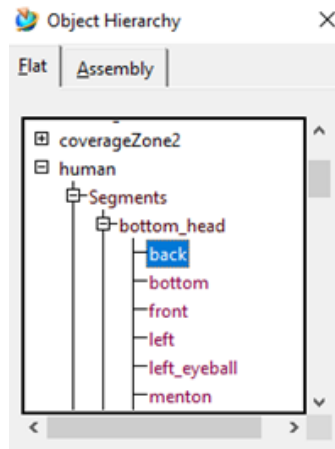 Object Hierarchy
Flat Assembly
coverageZone2
human
Segments
bottom_head
back
bottom
front
left
left_eyeball
menton